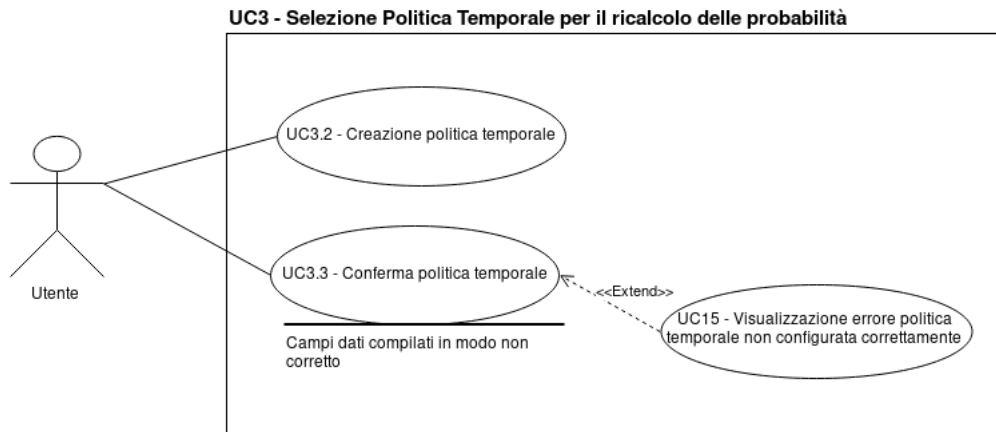 UC3 - Selezione Politica Temporale per il ricalcolo delle probabilità
UC3.2 - Creazione politica temporale
UC3.3 - Conferma politica temporale
Utente
<<Extend>>
UC15 - Visualizzazione errore politica
temporale non configurata correttamente
Campi dati compilati in modo non
corretto